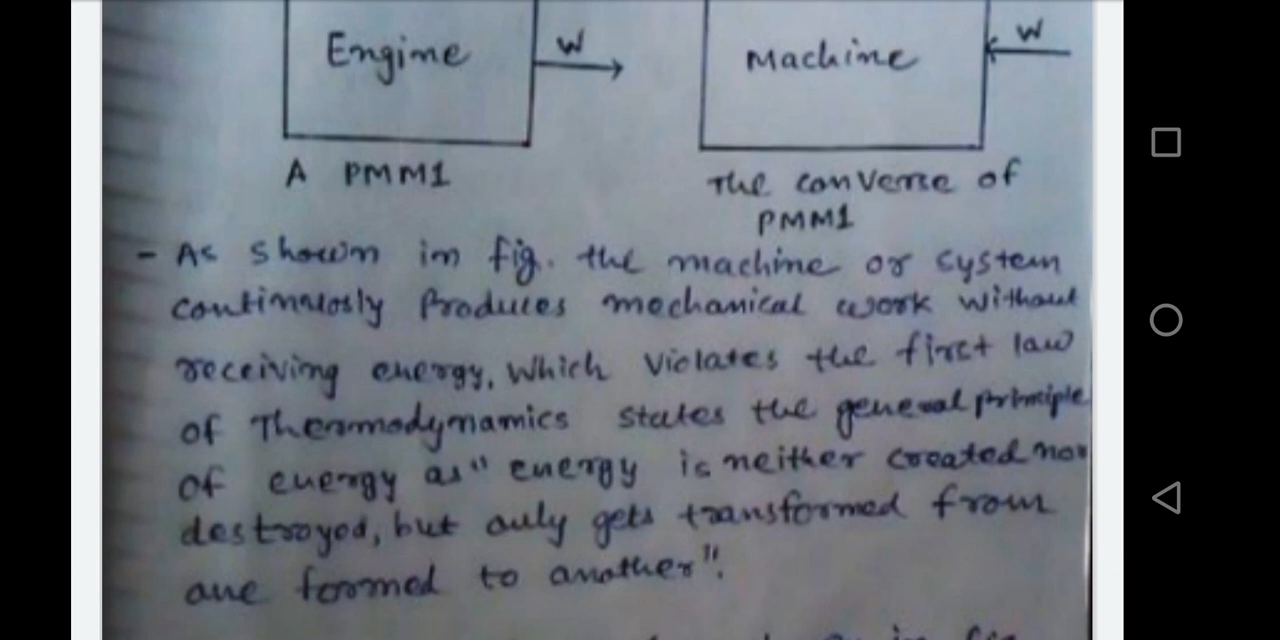 Engine
W
Machine
W
A PMM1
The converse of
PMM1
- As shown in fig. the machine or system
continuously Produces mechanical work without
receiving energy, which violates the first law
of Thermodynamics states the general principle
of energy as " energy is neither created nor
destroyed, but only gets transformed from
one formed to another".
in fig